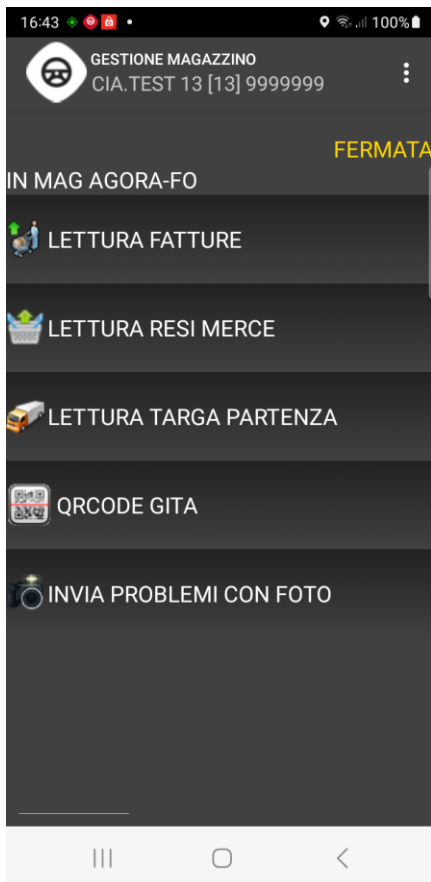 16:43
100%
GESTIONE MAGAZZINO
CIA.TEST 13 [13] 9999999
FERMATA
IN MAG AGORA-FO
LETTURA FATTURE
LETTURA RESI MERCE
LETTURA TARGA PARTENZA
QRCODE GITA
INVIA PROBLEMI CON FOTO